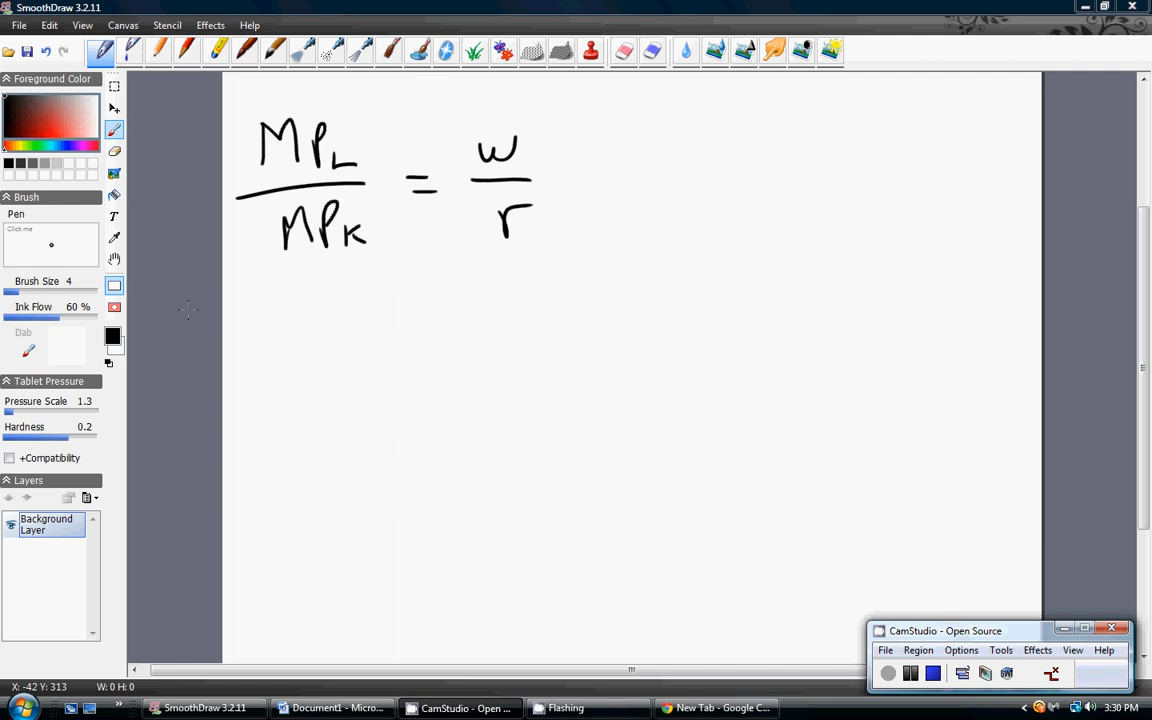 SmoothDraw 3.2.11
File Edit View Canvas Stencil Effects Help
Foreground Color
Brush
Pen
Click me
Brush Size 4
Ink Flow 60 %
Dab
Tablet Pressure
Pressure Scale 1.3
Hardness 0.2
+Compatibility
Layers
Background
Layer
MPL
MPK
=
w
r
CamStudio - Open Source
File Region Options Tools Effects View Help
X: -42 Y: 313 W: 0 H: 0
SmoothDraw 3.2.11 Document1 - Micro... CamStudio - Open ... Flashing New Tab - Google C... 3:30 PM